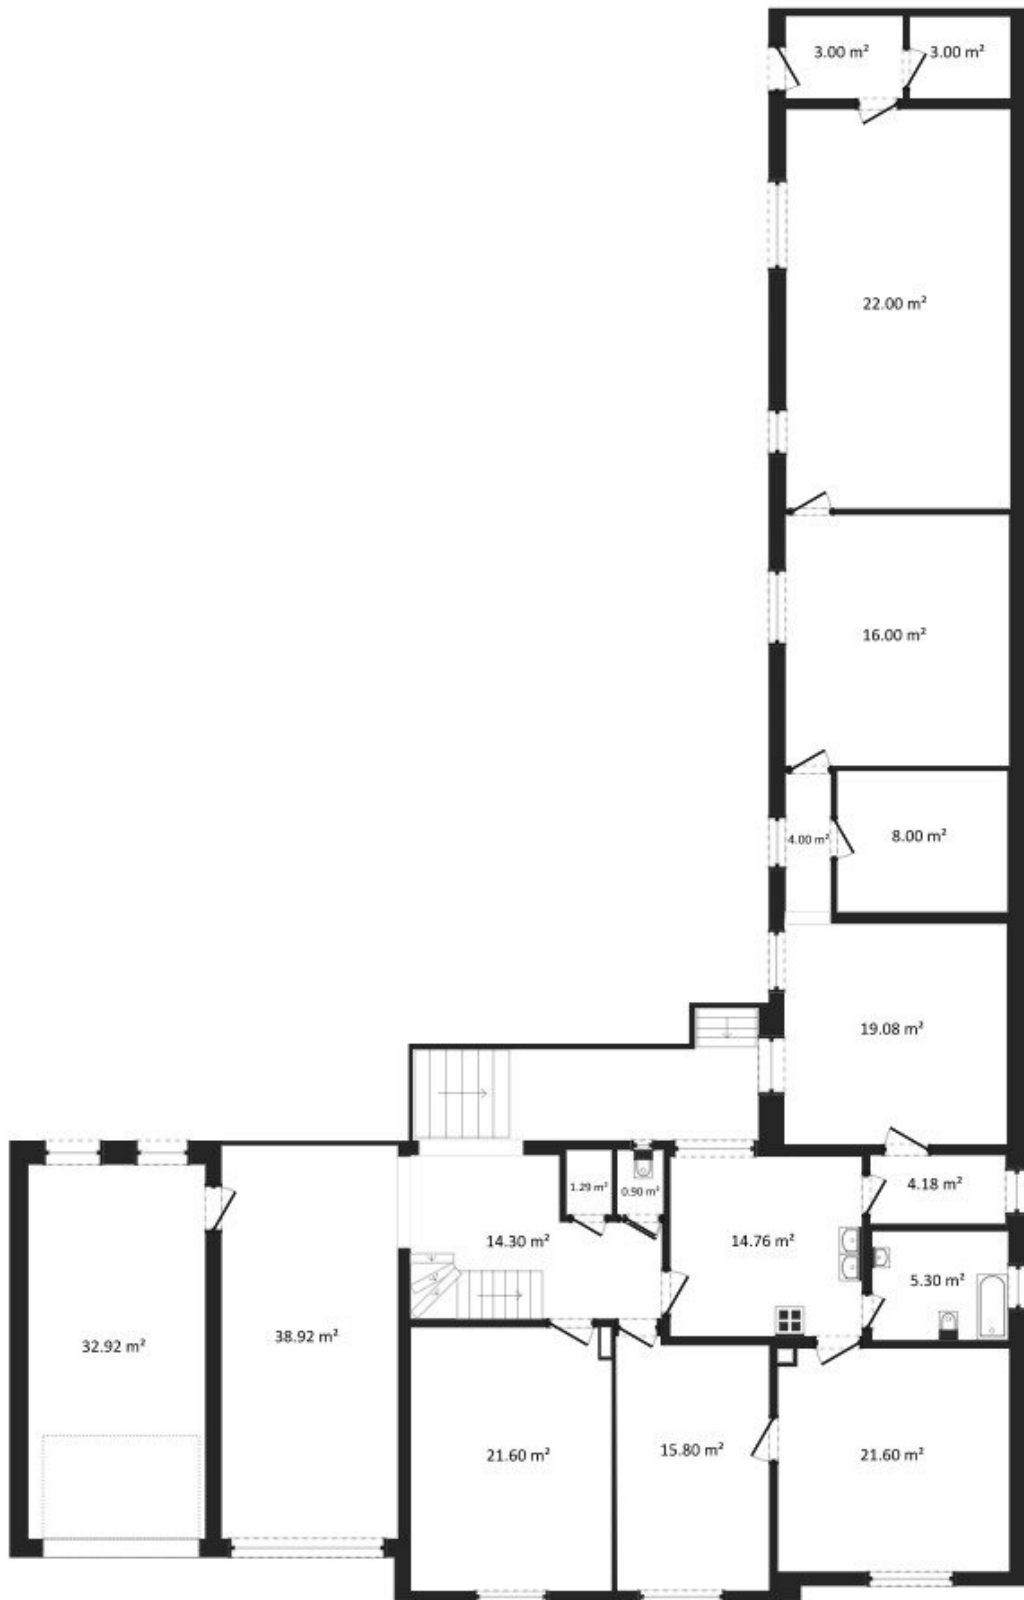 3.00 m²
3.00 m²
22.00 m²
16.00 m²
4.00 m²
8.00 m²
19.08 m²
1.29 m²
0.90 m²
4.18 m²
14.30 m²
14.76 m²
5.30 m²
32.92 m²
38.92 m²
21.60 m²
15.80 m²
21.60 m²